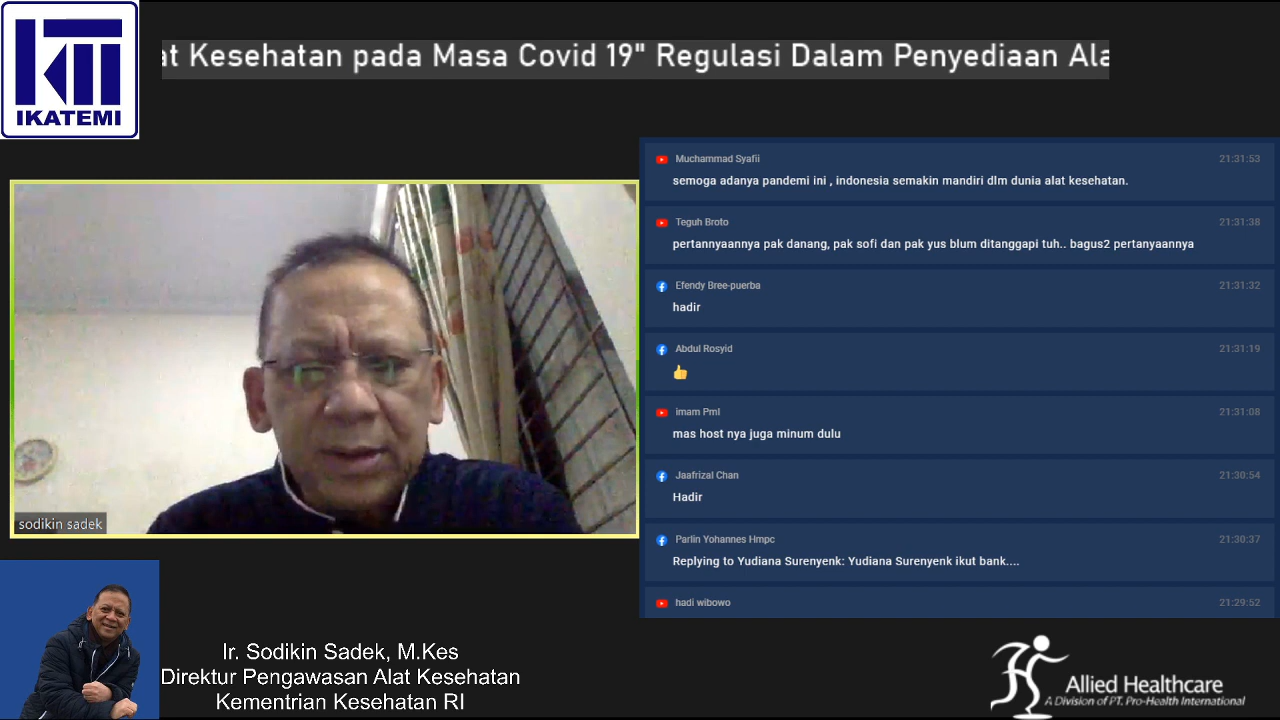 KTI
IKATEMI
at Kesehatan pada Masa Covid 19" Regulasi Dalam Penyediaan Ala
Muchammad Syafii 21:31:53
semoga adanya pandemi ini , indonesia semakin mandiri dlm dunia alat kesehatan.
Teguh Broto 21:31:38
pertannyaannya pak danang, pak sofi dan pak yus blum ditanggapi tuh.. bagus2 pertanyaannya
Efendy Bree-puerba 21:31:32
hadir
Abdul Rosyid 21:31:19
👍
imam Pml 21:31:08
mas host nya juga minum dulu
Jaafrizal Chan 21:30:54
Hadir
Parlin Yohannes Hmpc 21:30:37
Replying to Yudiana Surenyenk: Yudiana Surenyenk ikut bank....
hadi wibowo 21:29:52
sodikin sadek
Ir. Sodikin Sadek, M.Kes
Direktur Pengawasan Alat Kesehatan
Kementrian Kesehatan RI
Allied Healthcare
A Division of PT. Pro-Health International